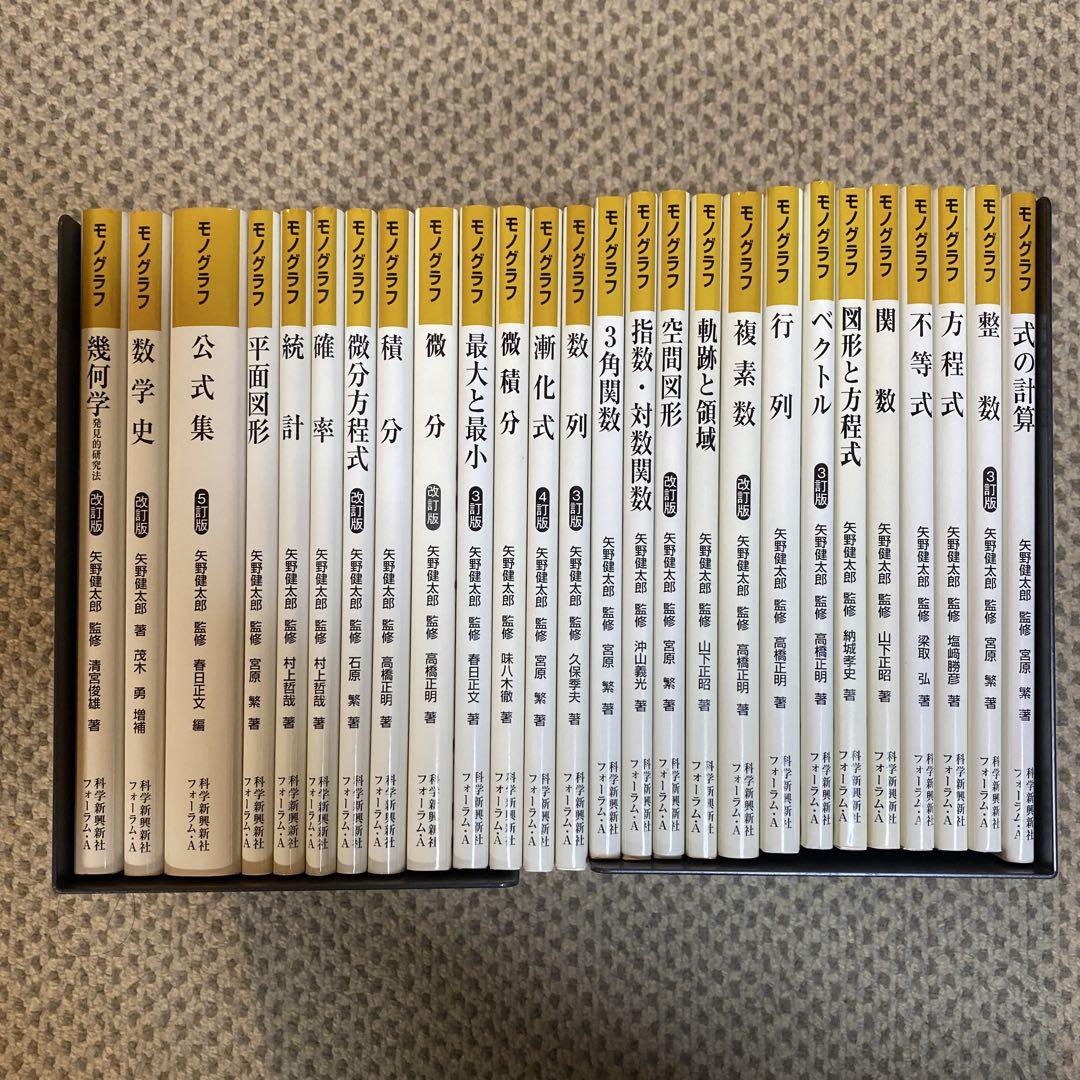 モノグラフ 幾何学 発見的研究法 改訂版 矢野健太郎 監修 清宮俊雄 著 科学新興新社 フォーラム・A
モノグラフ 数学史 改訂版 矢野健太郎 著 茂木 勇 増補 科学新興新社 フォーラム・A
モノグラフ 公式集 5訂版 矢野健太郎 監修 春日正文 編 科学新興新社 フォーラム・A
モノグラフ 平面図形 矢野健太郎 監修 宮原 繁 著 科学新興新社 フォーラム・A
モノグラフ 統計 矢野健太郎 監修 村上哲哉 著 科学新興新社 フォーラム・A
モノグラフ 確率 矢野健太郎 監修 村上哲哉 著 科学新興新社 フォーラム・A
モノグラフ 微分方程式 改訂版 矢野健太郎 監修 石原 繁 著 科学新興新社 フォーラム・A
モノグラフ 積分 矢野健太郎 監修 高橋正明 著 科学新興新社 フォーラム・A
モノグラフ 微分 改訂版 矢野健太郎 監修 高橋正明 著 科学新興新社 フォーラム・A
モノグラフ 最大と最小 3訂版 矢野健太郎 監修 春日正文 著 科学新興新社 フォーラム・A
モノグラフ 微積分 矢野健太郎 監修 味八木徹 著 科学新興新社 フォーラム・A
モノグラフ 漸化式 4訂版 矢野健太郎 監修 宮原 繁 著 科学新興新社 フォーラム・A
モノグラフ 数列 3訂版 矢野健太郎 監修 久保季夫 著 科学新興新社 フォーラム・A
モノグラフ 3角関数 矢野健太郎 監修 宮原 繁 著 科学新興新社 フォーラム・A
モノグラフ 指数・対数関数 矢野健太郎 監修 沖山義光 著 科学新興新社 フォーラム・A
モノグラフ 空間図形 改訂版 矢野健太郎 監修 宮原 繁 著 科学新興新社 フォーラム・A
モノグラフ 軌跡と領域 矢野健太郎 監修 山下正昭 著 科学新興新社 フォーラム・A
モノグラフ 複素数 改訂版 矢野健太郎 監修 高橋正明 著 科学新興新社 フォーラム・A
モノグラフ 行列 矢野健太郎 監修 高橋正明 著 科学新興新社 フォーラム・A
モノグラフ ベクトル 3訂版 矢野健太郎 監修 高橋正明 著 科学新興新社 フォーラム・A
モノグラフ 図形と方程式 矢野健太郎 監修 納城孝史 著 科学新興新社 フォーラム・A
モノグラフ 関数 矢野健太郎 監修 山下正昭 著 科学新興新社 フォーラム・A
モノグラフ 不等式 矢野健太郎 監修 梁取 弘 著 科学新興新社 フォーラム・A
モノグラフ 方程式 矢野健太郎 監修 塩﨑勝彦 著 科学新興新社 フォーラム・A
モノグラフ 整数 3訂版 矢野健太郎 監修 宮原 繁 著 科学新興新社 フォーラム・A
モノグラフ 式の計算 矢野健太郎 監修 宮原 繁 著 科学新興新社 フォーラム・A